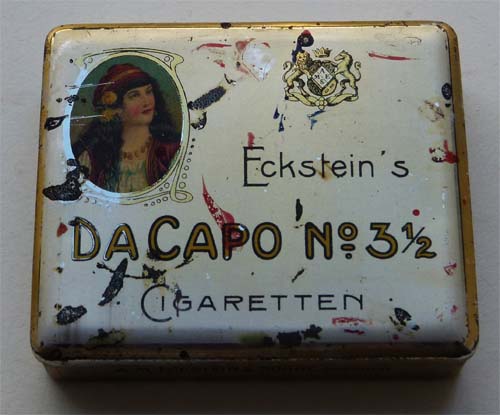 Eckstein's
DA CAPO No 3½
CIGARETTEN